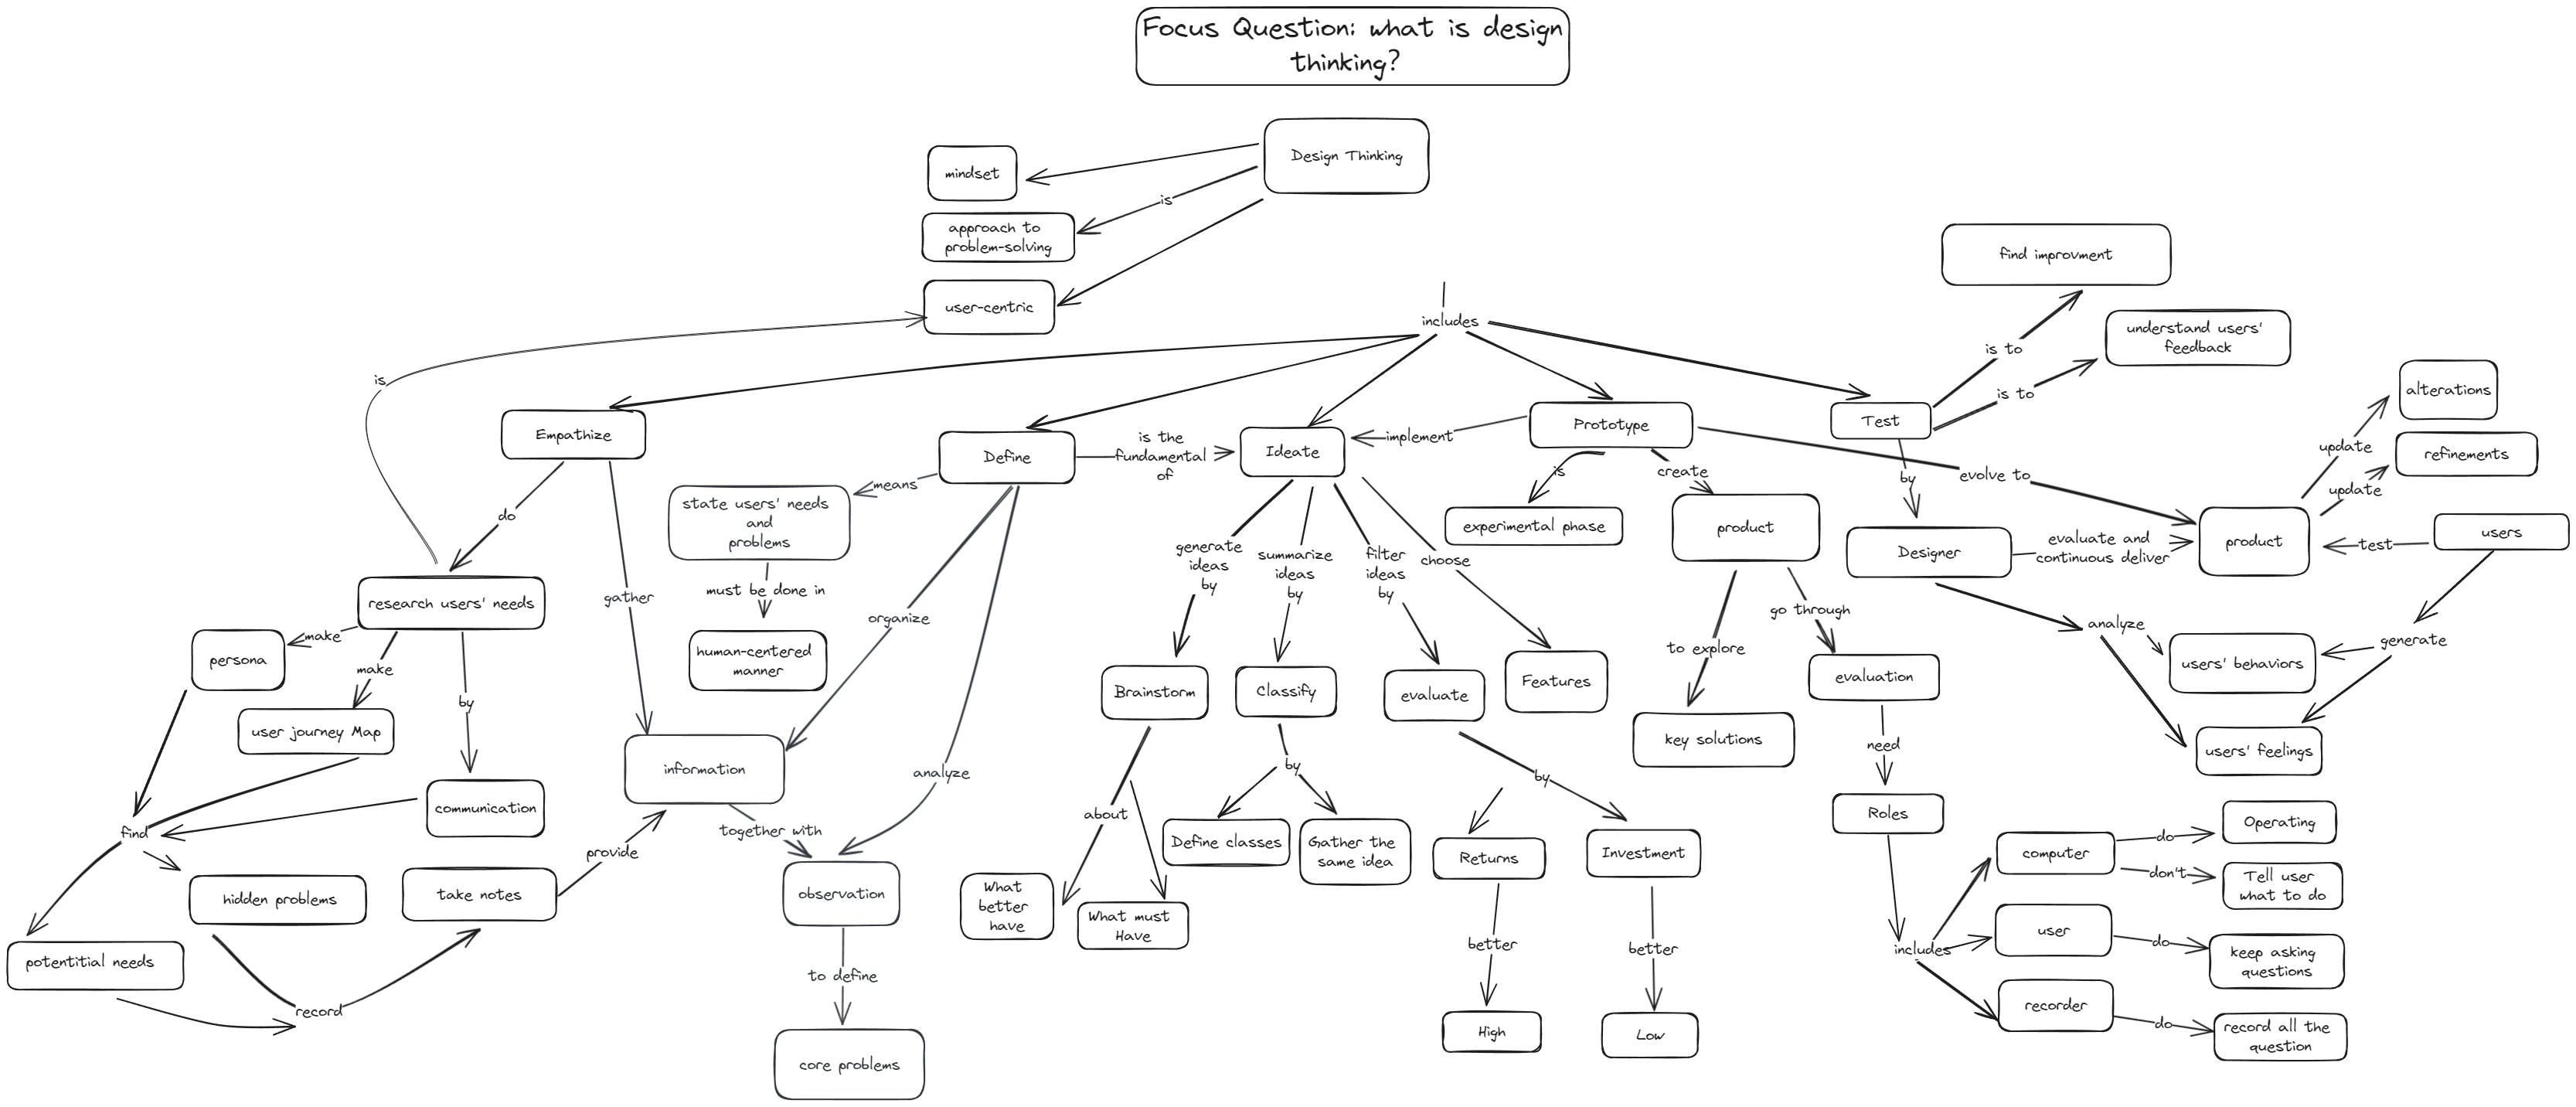 Focus Question: what is design
thinking?
Design Thinking
mindset
is
approach to
problem-solving
user-centric
includes
find improvment
is to
understand users'
feedback
is to
is
Empathize
Define
is the
fundamental
of
Ideate
implement
Prototype
Test
evolve to
alterations
update
refinements
update
do
gather
means
state users' needs
and
problems
must be done in
human-centered
manner
organize
analyze
is
experimental phase
create
product
by
Designer
evaluate and
continuous deliver
product
test
users
generate
ideas
by
summarize
ideas
by
filter
ideas
by
choose
research users' needs
make
persona
make
user journey Map
by
communication
to explore
key solutions
go through
evaluation
analyze
generate
users' behaviors
users' feelings
Brainstorm
Classify
evaluate
Features
information
need
Roles
find
hidden problems
take notes
provide
together with
observation
potentitial needs
record
to define
core problems
about
What
better
have
What must
Have
by
Define classes
Gather the
same idea
by
Returns
Investment
better
better
High
Low
includes
computer
do
Operating
don't
Tell user
what to do
user
do
keep asking
questions
recorder
do
record all the
question